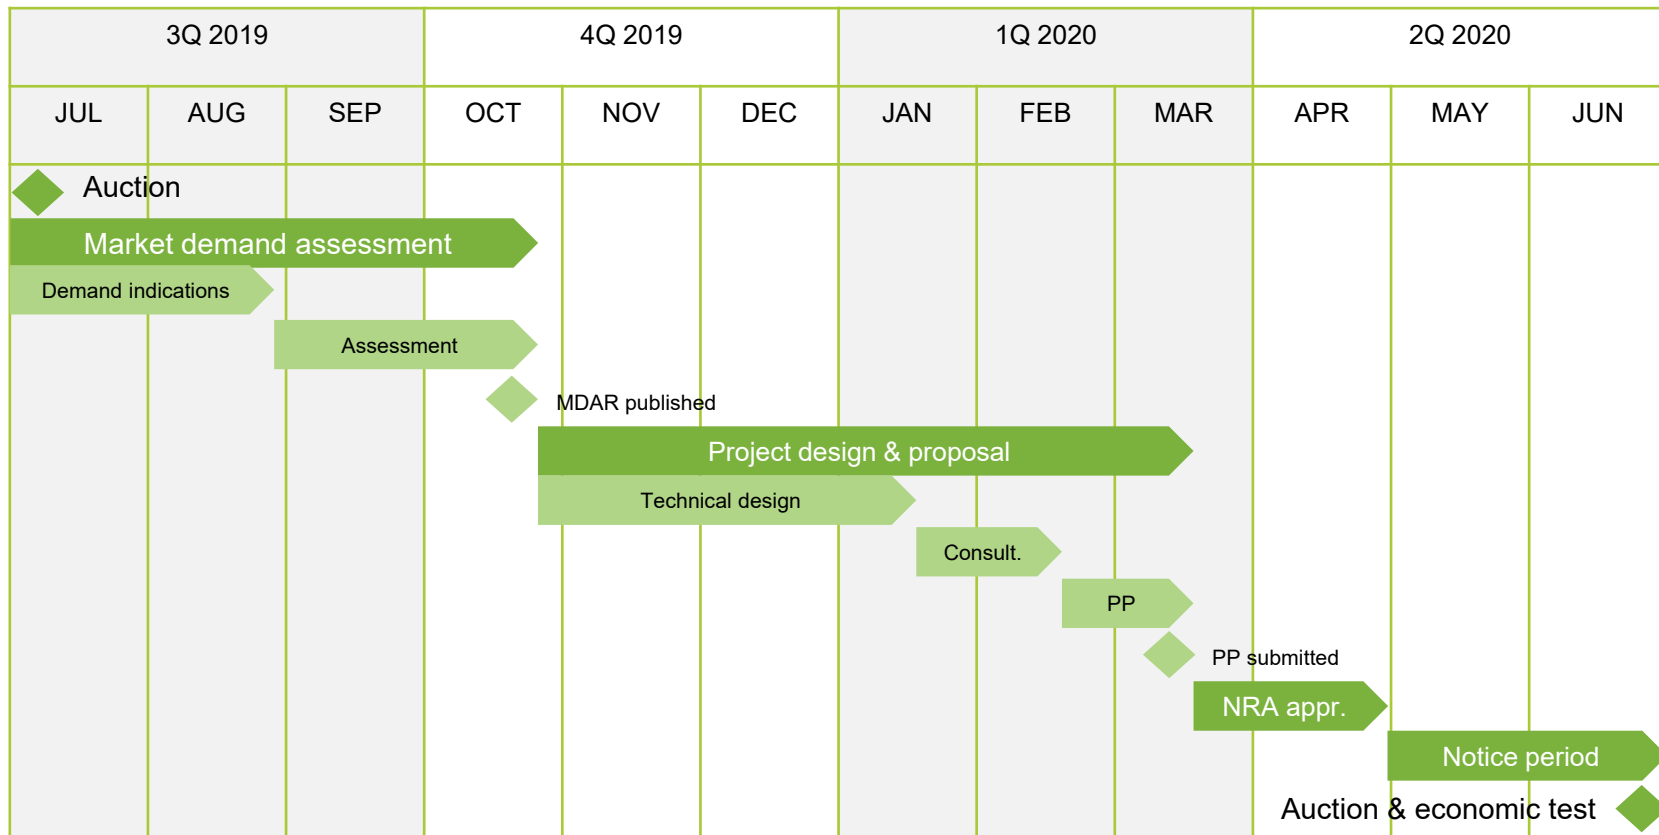 3Q 2019 4Q 2019 1Q 2020 2Q 2020
JUL AUG SEP OCT NOV DEC JAN FEB MAR APR MAY JUN
Auction
Market demand assessment
Demand indications
Assessment
MDAR published
Project design & proposal
Technical design
Consult.
PP
PP submitted
NRA appr.
Notice period
Auction & economic test